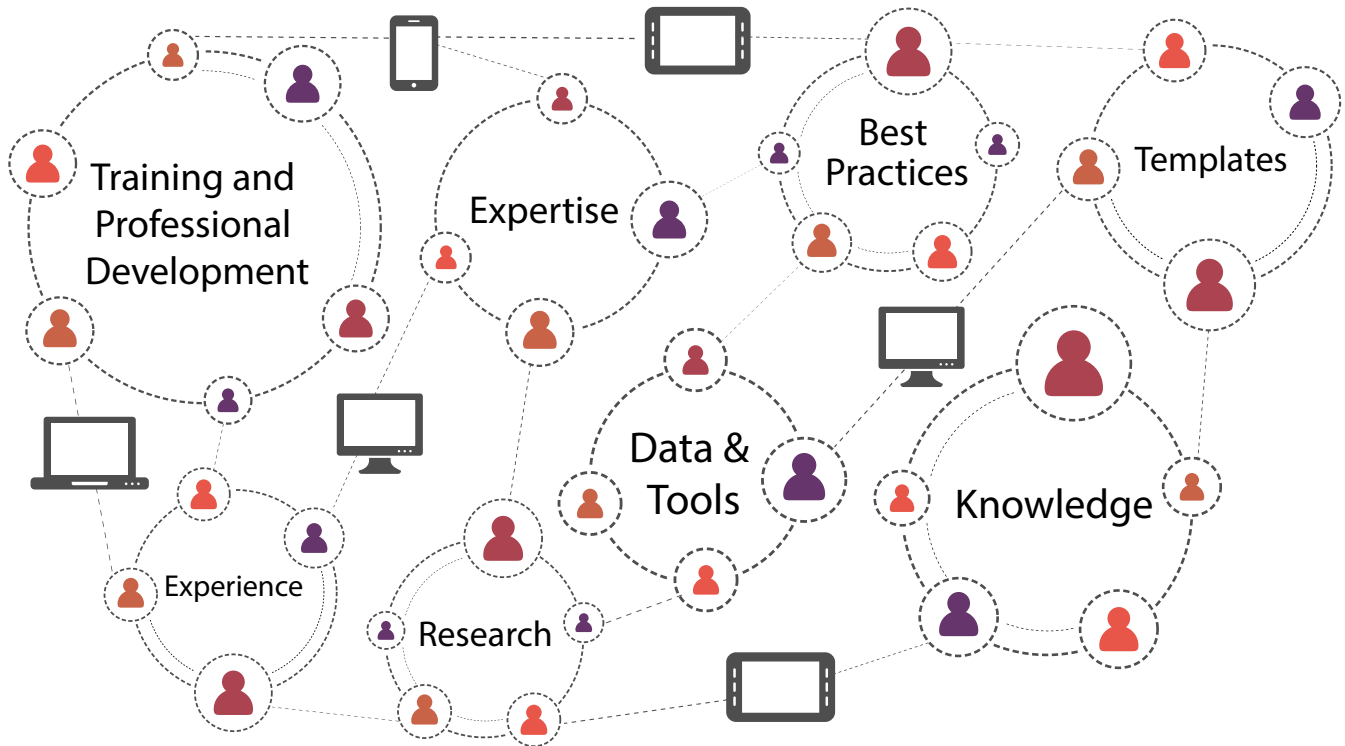 Training and
Professional
Development
Expertise
Best
Practices
Templates
Data &
Tools
Knowledge
Experience
Research